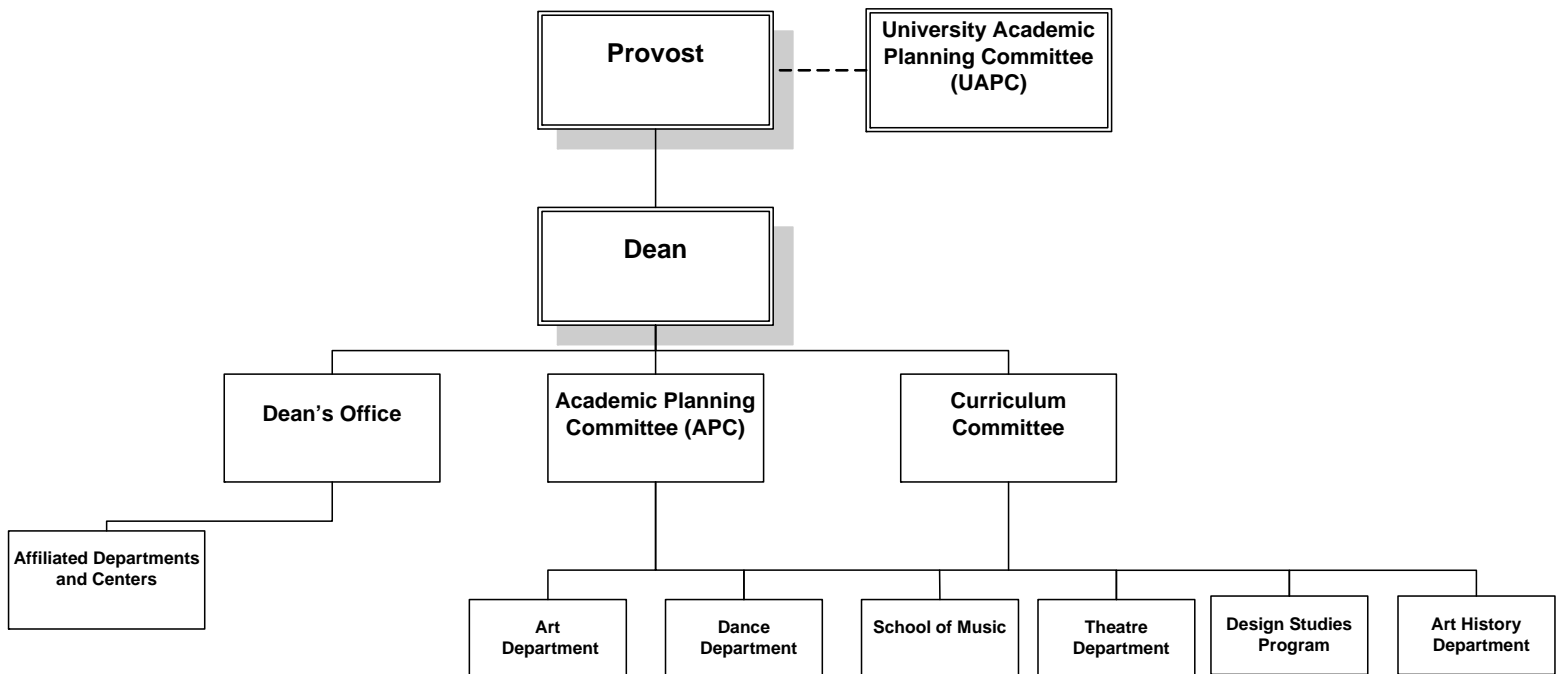 Provost
University Academic
Planning Committee
(UAPC)
Dean
Dean’s Office
Academic Planning
Committee (APC)
Curriculum
Committee
Affiliated Departments
and Centers
Art
Department
Dance
Department
School of Music
Theatre
Department
Design Studies
Program
Art History
Department